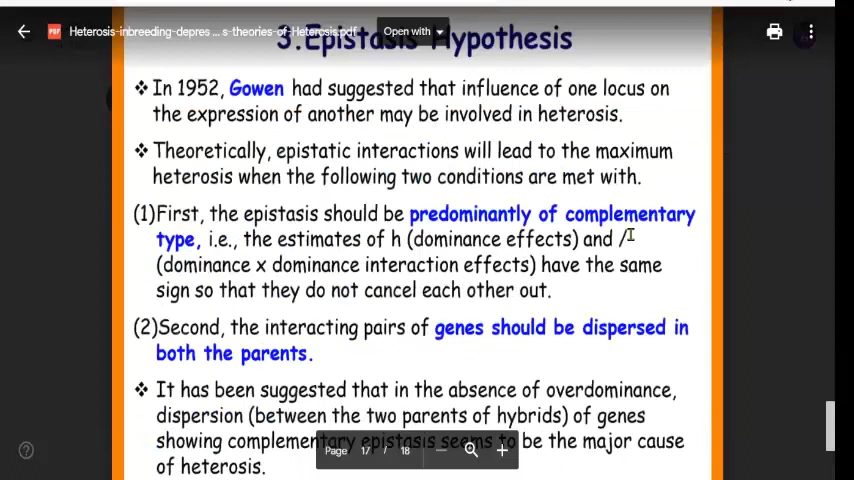 Heterosis-inbreeding-depres ... s-theories-of-Heterosis.pdf
Open with
3.Epistasis Hypothesis
❖ In 1952, Gowen had suggested that influence of one locus on
the expression of another may be involved in heterosis.
❖ Theoretically, epistatic interactions will lead to the maximum
heterosis when the following two conditions are met with.
(1)First, the epistasis should be predominantly of complementary
type, i.e., the estimates of h (dominance effects) and /
(dominance x dominance interaction effects) have the same
sign so that they do not cancel each other out.
(2)Second, the interacting pairs of genes should be dispersed in
both the parents.
❖ It has been suggested that in the absence of overdominance,
dispersion (between the two parents of hybrids) of genes
showing complementary epistasis seems to be the major cause
of heterosis.
Page 17 / 18